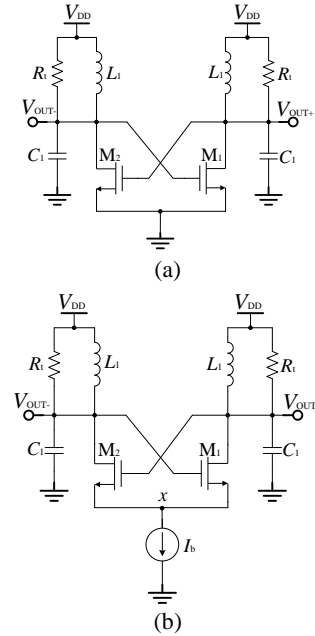 VDD VDD
Rt L1 L1 Rt
VOUT- VOUT+
C1 M2 M1 C1
(a)
VDD VDD
Rt L1 L1 Rt
VOUT- VOUT
C1 M2 M1 C1
x
Ib
(b)